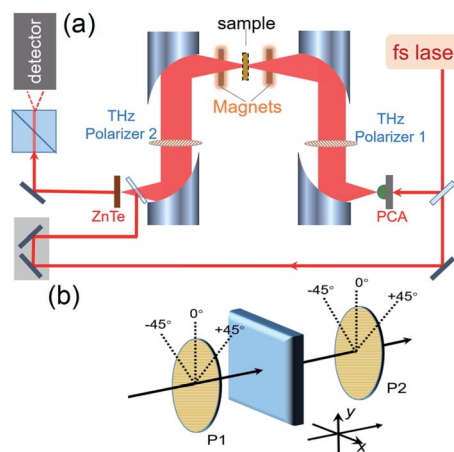 (a)
sample
fs laser
detector
Magnets
THz
Polarizer 2
THz
Polarizer 1
ZnTe
PCA
(b)
-45°
0°
+45°
-45°
0°
+45°
P1
P2
y
x